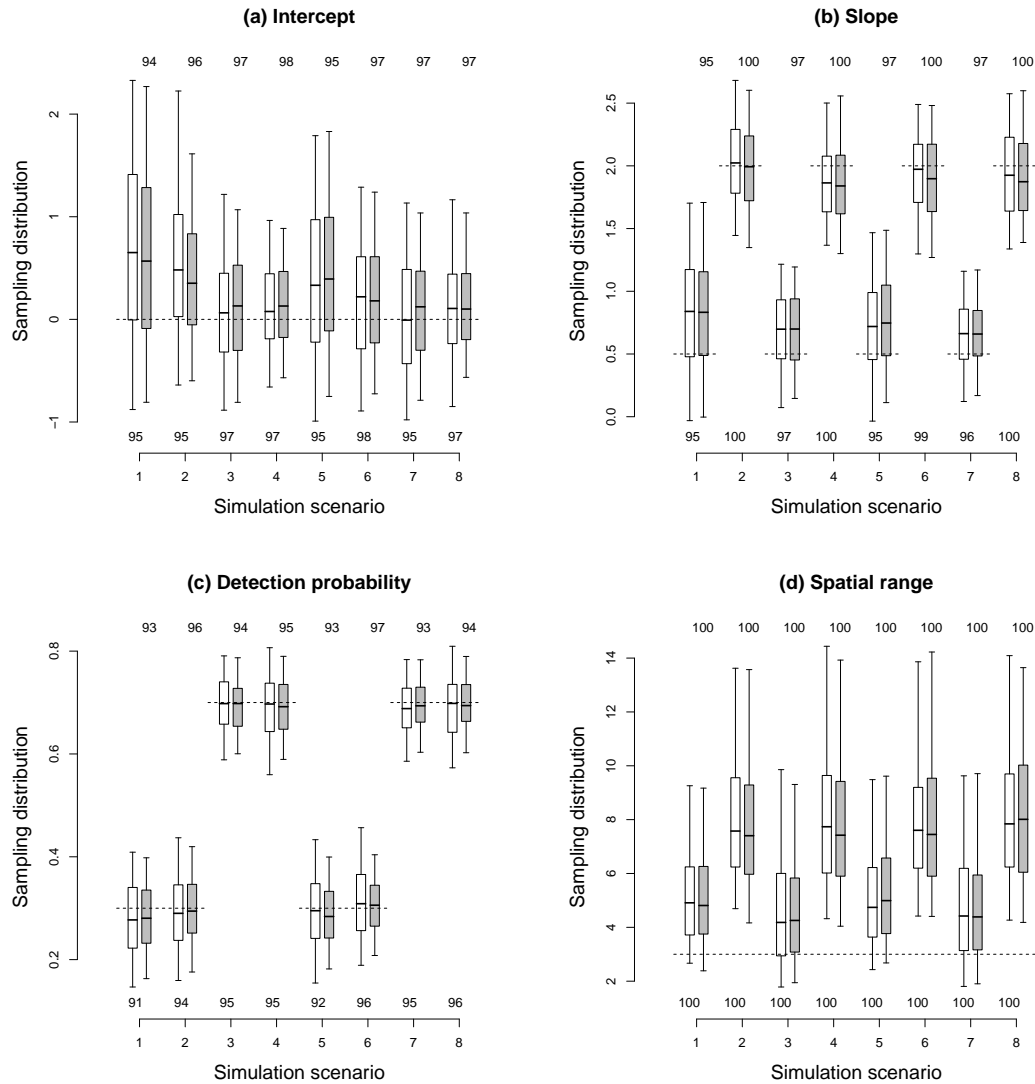 (a) Intercept
94 96 97 98 95 97 97 97
Sampling distribution
2
1
0
−1
95 95 97 97 95 98 95 97
1 2 3 4 5 6 7 8
Simulation scenario
(b) Slope
95 100 97 100 97 100 97 100
Sampling distribution
2.5
2.0
1.5
1.0
0.5
0.0
95 100 97 100 95 99 96 100
1 2 3 4 5 6 7 8
Simulation scenario
(c) Detection probability
93 96 94 95 93 97 93 94
Sampling distribution
0.8
0.6
0.4
0.2
91 94 95 95 92 96 95 96
1 2 3 4 5 6 7 8
Simulation scenario
(d) Spatial range
100 100 100 100 100 100 100 100
Sampling distribution
14
12
10
8
6
4
2
100 100 100 100 100 100 100 100
1 2 3 4 5 6 7 8
Simulation scenario